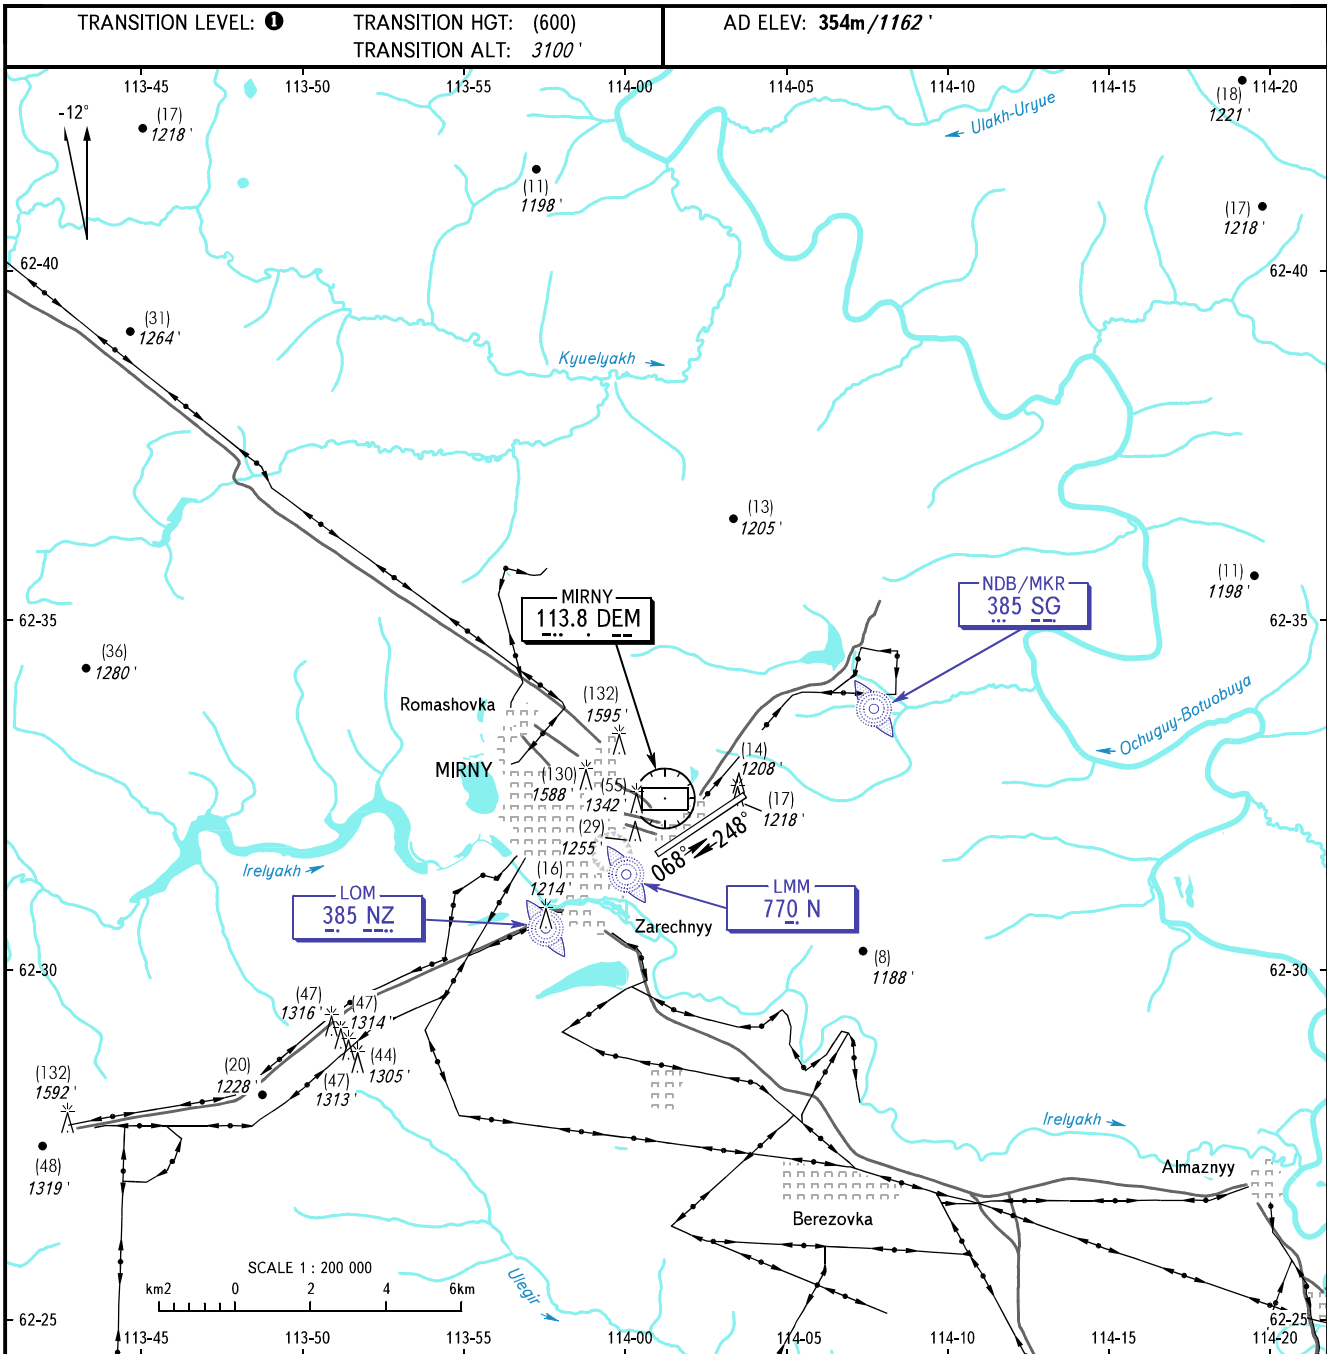 TRANSITION LEVEL: ❶
TRANSITION HGT: (600)
TRANSITION ALT: 3100 '
AD ELEV: 354m/1162 '
113-45
113-50
113-55
114-00
114-05
114-10
114-15
114-20
-12°
(17)
1218 '
(11)
1198 '
Ulakh-Uryue
(18)
1221 '
(17)
1218 '
62-40
62-40
(31)
1264 '
Kyuelyakh
(13)
1205 '
(11)
1198 '
MIRNY
113.8 DEM
NDB/MKR
385 SG
62-35
62-35
(36)
1280 '
Romashovka
(132)
1595 '
Ochuguy-Botuobuya
MIRNY
(130)
1588 '
(55)
1342 '
(14)
1208 '
(17)
1218 '
(29)
1255 '
068°
248°
Irelyakh
(16)
1214 '
LOM
385 NZ
LMM
770 N
Zarechnyy
62-30
62-30
(8)
1188 '
(47)
1316 '
(47)
1314 '
(44)
1305 '
(47)
1313 '
(20)
1228 '
(132)
1592 '
(48)
1319 '
Irelyakh
Almaznyy
Berezovka
Ulegir
SCALE 1 : 200 000
km2 0 2 4 6km
62-25
62-25
113-45
113-50
113-55
114-00
114-05
114-10
114-15
114-20